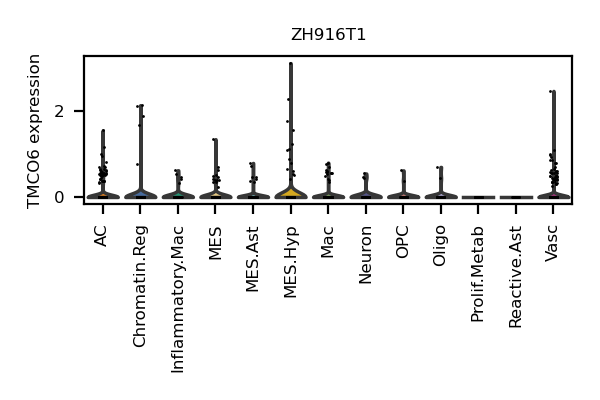 ZH916T1
TMCO6 expression
2
0
AC
Chromatin.Reg
Inflammatory.Mac
MES
MES.Ast
MES.Hyp
Mac
Neuron
OPC
Oligo
Prolif.Metab
Reactive.Ast
Vasc